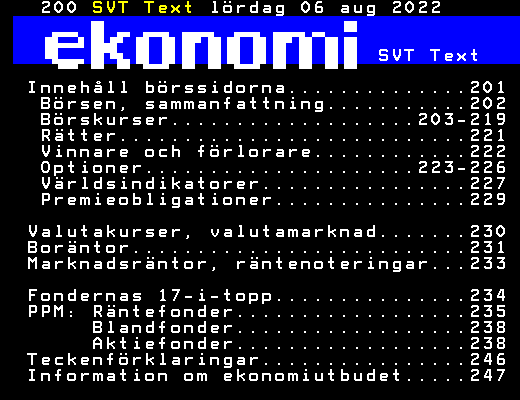 200 SVT Text lördag 06 aug 2022
ekonomi SVT Text
Innehåll börssidorna..............201
Börsen, sammanfattning...........202
Börskurser...................203-219
Rätter...........................221
Vinnare och förlorare............222
Optioner.....................223-226
Världsindikatorer................227
Premieobligationer...............229
Valutakurser, valutamarknad.......230
Boräntor..........................231
Marknadsräntor, räntenoteringar...233
Fondernas 17-i-topp...............234
PPM: Räntefonder..................235
Blandfonder..................238
Aktiefonder..................238
Teckenförklaringar................246
Information om ekonomiutbudet.....247